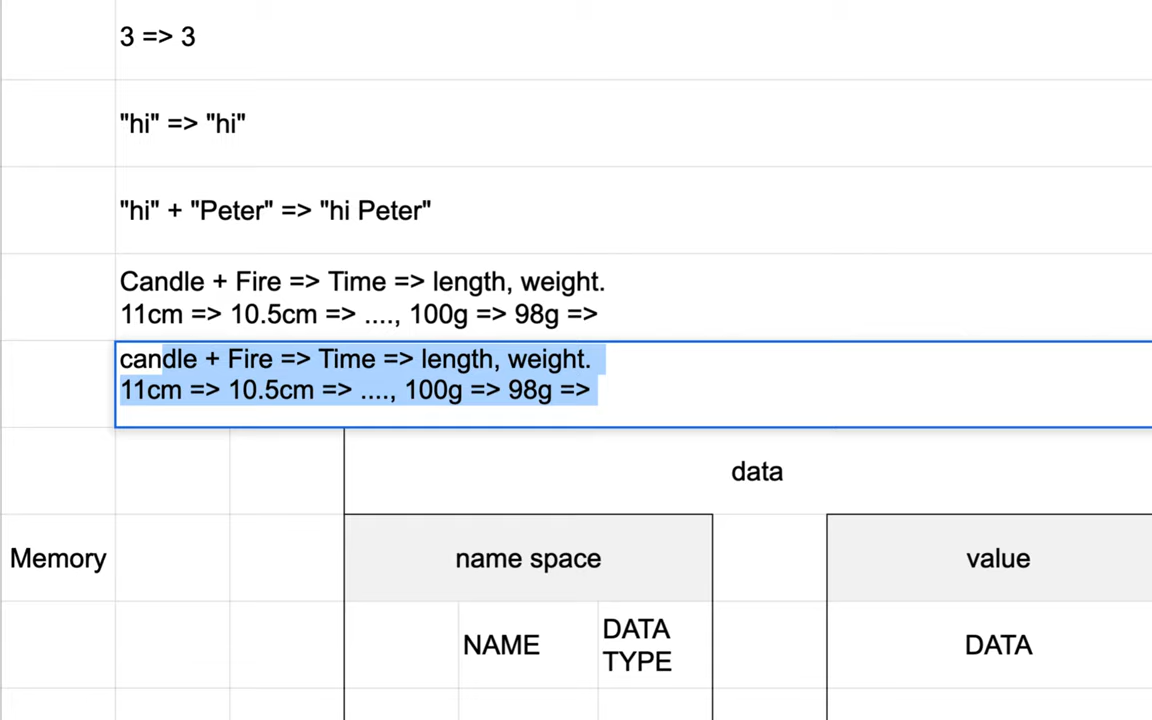 3 => 3
"hi" => "hi"
"hi" + "Peter" => "hi Peter"
Candle + Fire => Time => length, weight.
11cm => 10.5cm => ...., 100g => 98g =>
candle + Fire => Time => length, weight.
11cm => 10.5cm => ...., 100g => 98g =>
data
Memory name space value
NAME DATA TYPE DATA